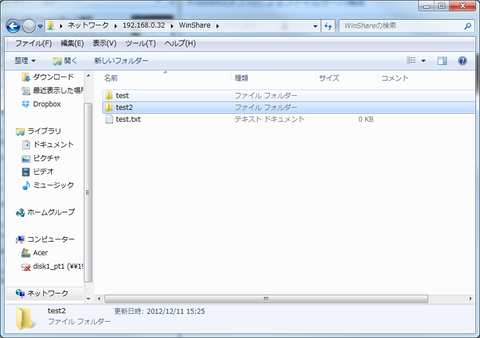 ネットワーク ▸ 192.168.0.32 ▸ WinShare ▸
WinShareの検索
ファイル(F) 編集(E) 表示(V) ツール(T) ヘルプ(H)
整理 開く 新しいフォルダー
ダウンロード
最近表示した場所
Dropbox
ライブラリ
ドキュメント
ピクチャ
ビデオ
ミュージック
ホームグループ
コンピューター
Acer
disk1_pt1 (¥¥19
ネットワーク
名前 種類 サイズ コメント
test ファイル フォルダー
test2 ファイル フォルダー
test.txt テキスト ドキュメント 0 KB
test2 更新日時: 2012/12/11 15:25
ファイル フォルダー